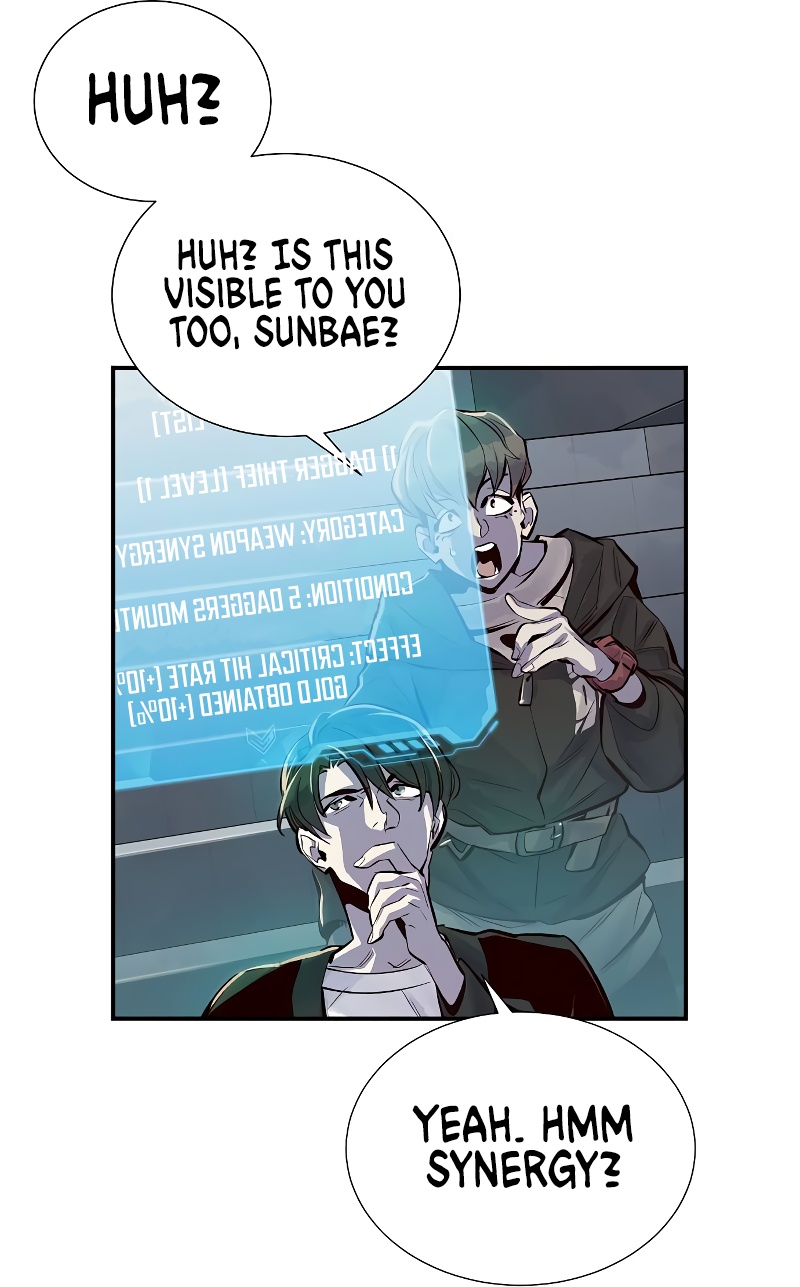 HUH?
HUH? IS THIS
VISIBLE TO YOU
TOO, SUNBAE?
LIST]
1) DAGGER THIEF [LEVEL 1]
CATEGORY: WEAPON SYNERGY
CONDITION: 5 DAGGERS
EFFECT: CRITICAL HIT RATE [+10%
GOLD OBTAINED [+10%]
YEAH. HMM
SYNERGY?